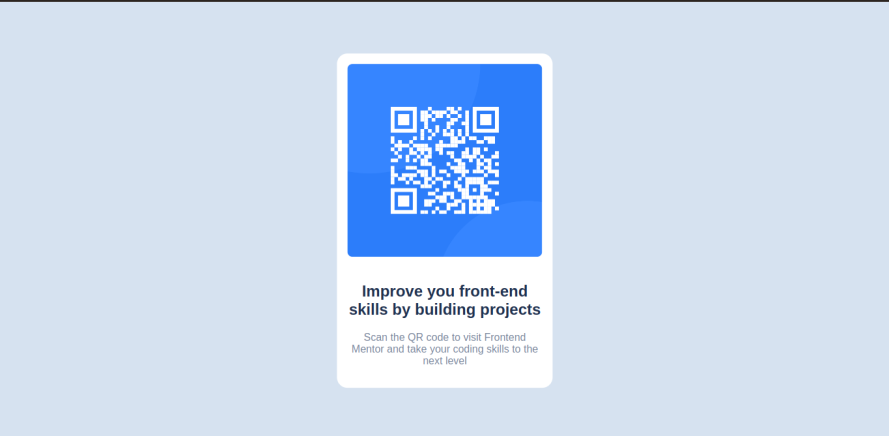 Improve you front-end
skills by building projects
Scan the QR code to visit Frontend
Mentor and take your coding skills to the
next level